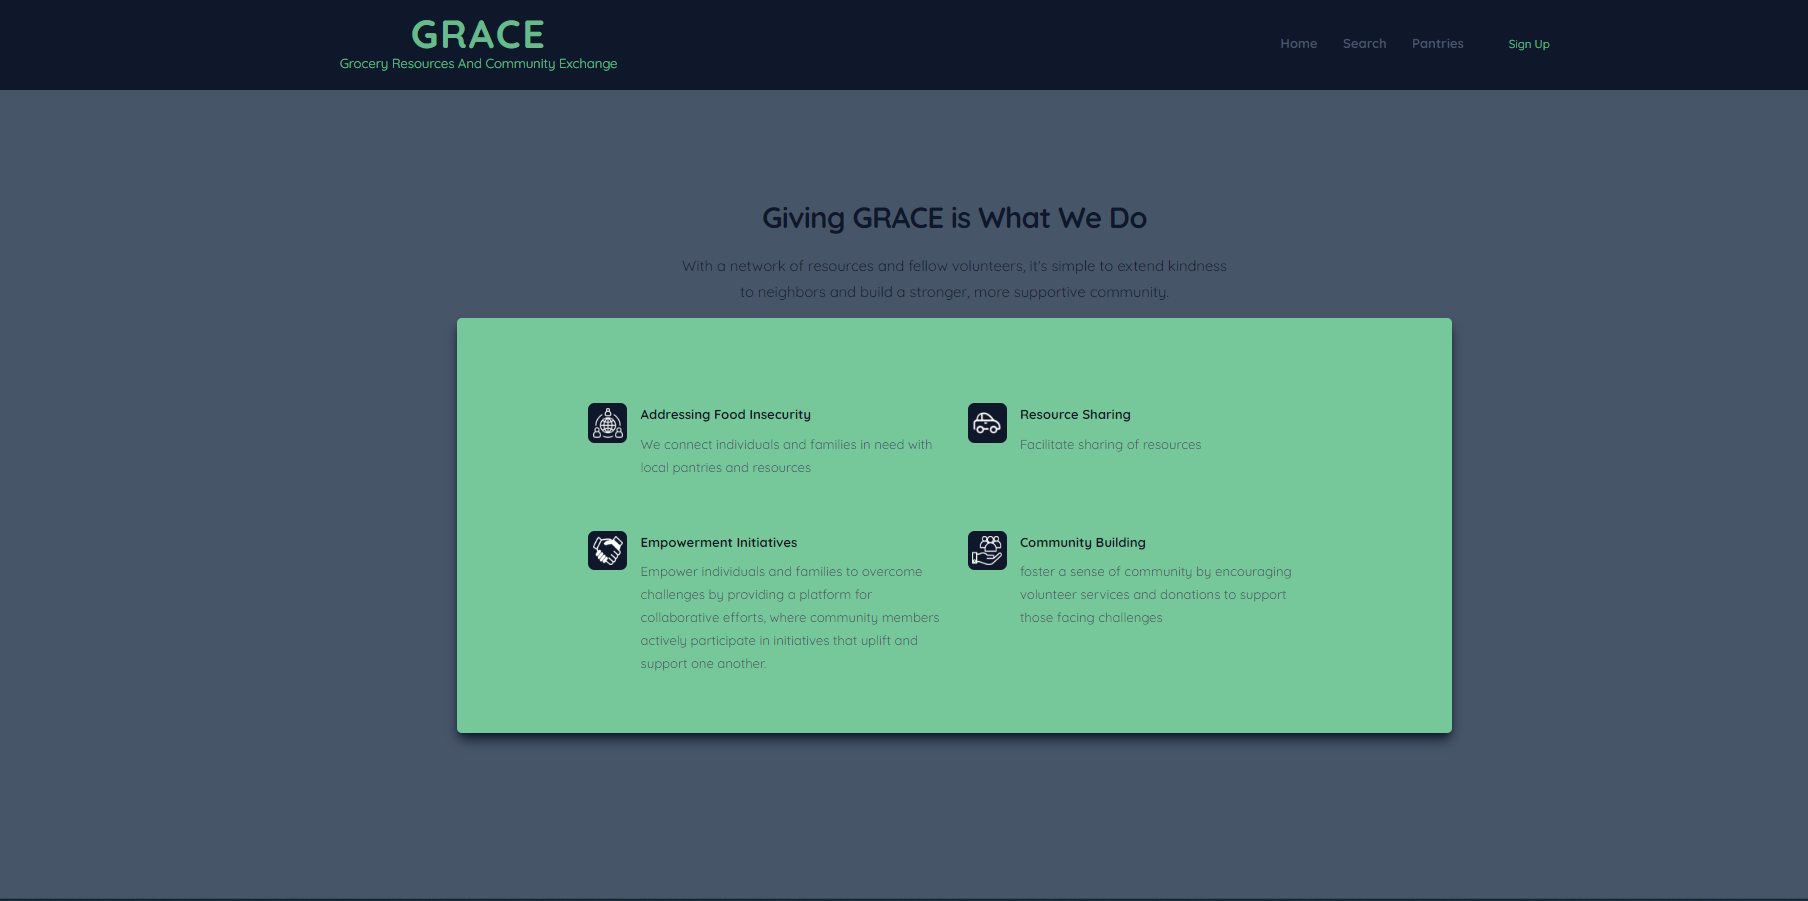 GRACE
Grocery Resources And Community Exchange
Home
Search
Pantries
Sign Up
Giving GRACE is What We Do
With a network of resources and fellow volunteers, it's simple to extend kindness
to neighbors and build a stronger, more supportive community.
Addressing Food Insecurity
We connect individuals and families in need with
local pantries and resources
Resource Sharing
Facilitate sharing of resources
Empowerment Initiatives
Empower individuals and families to overcome
challenges by providing a platform for
collaborative efforts, where community members
actively participate in initiatives that uplift and
support one another.
Community Building
foster a sense of community by encouraging
volunteer services and donations to support
those facing challenges